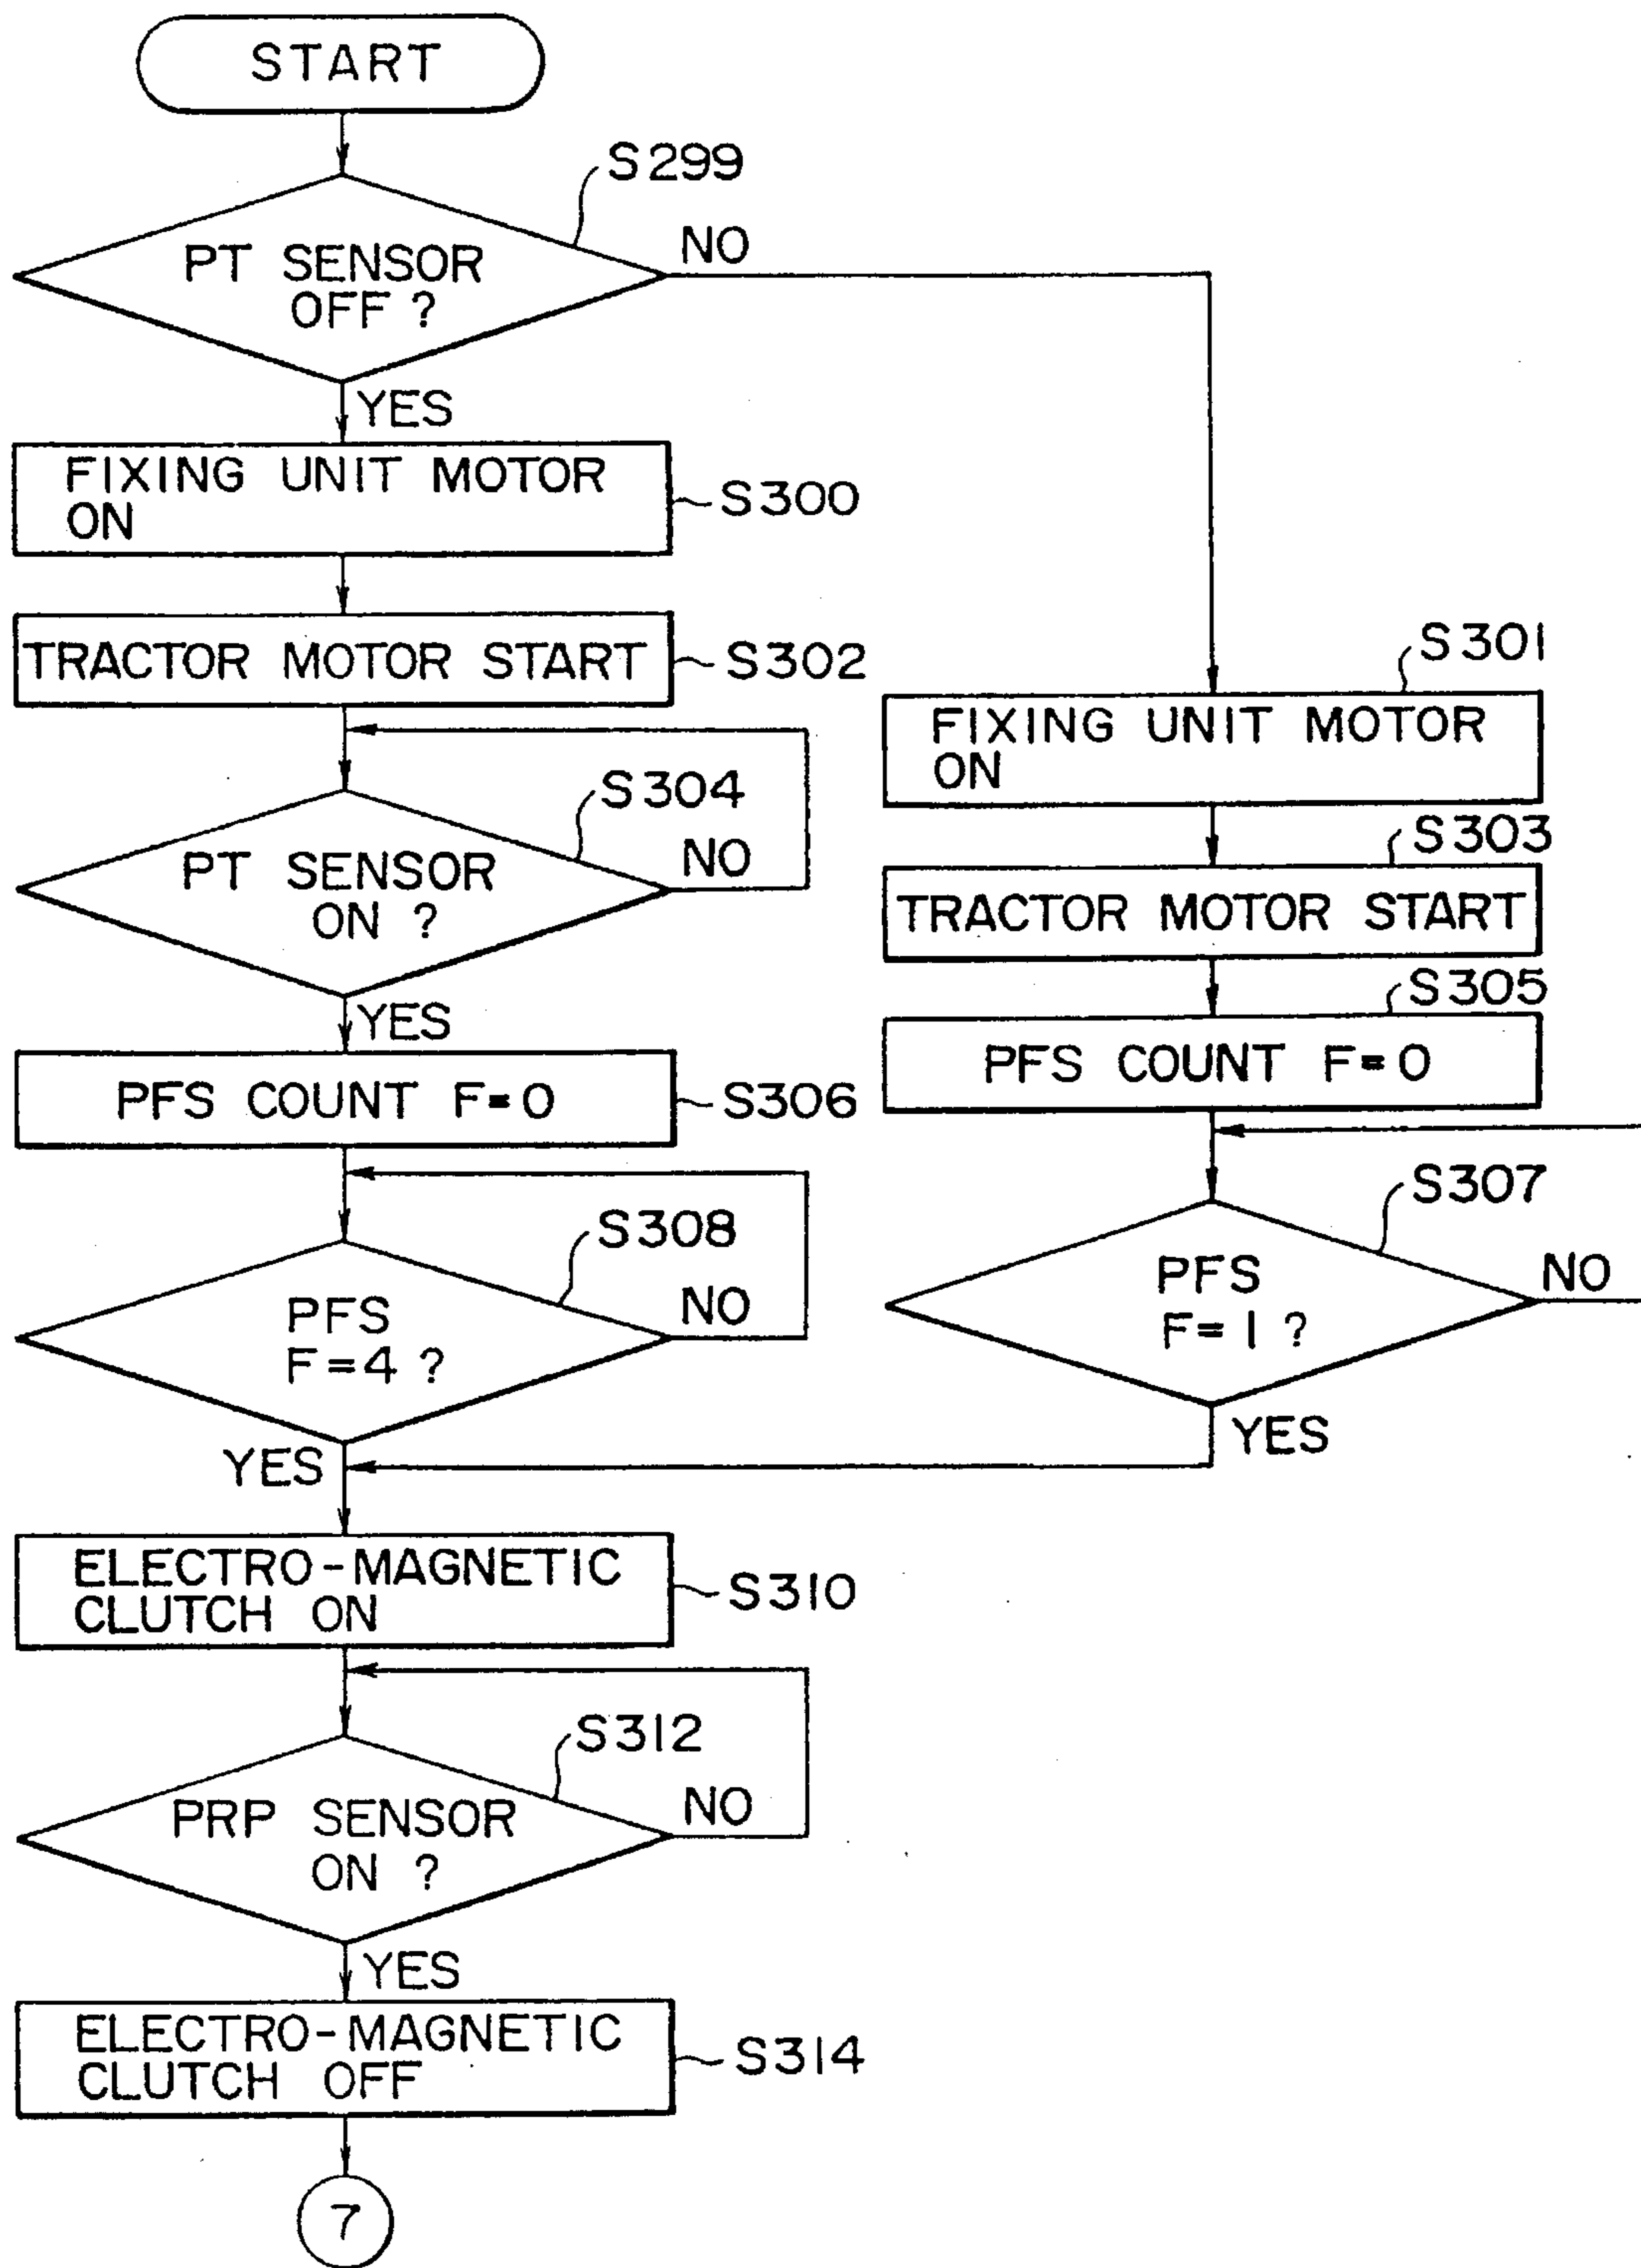 START
S299
PT SENSOR
OFF ?
NO
YES
FIXING UNIT MOTOR
ON
S300
TRACTOR MOTOR START
S302
S304
PT SENSOR
ON ?
NO
YES
PFS COUNT F=0
S306
S308
PFS
F=4 ?
NO
YES
S301
FIXING UNIT MOTOR
ON
S303
TRACTOR MOTOR START
S305
PFS COUNT F=0
S307
PFS
F=1 ?
NO
YES
ELECTRO-MAGNETIC
CLUTCH ON
S310
S312
PRP SENSOR
ON ?
NO
YES
ELECTRO-MAGNETIC
CLUTCH OFF
S314
7